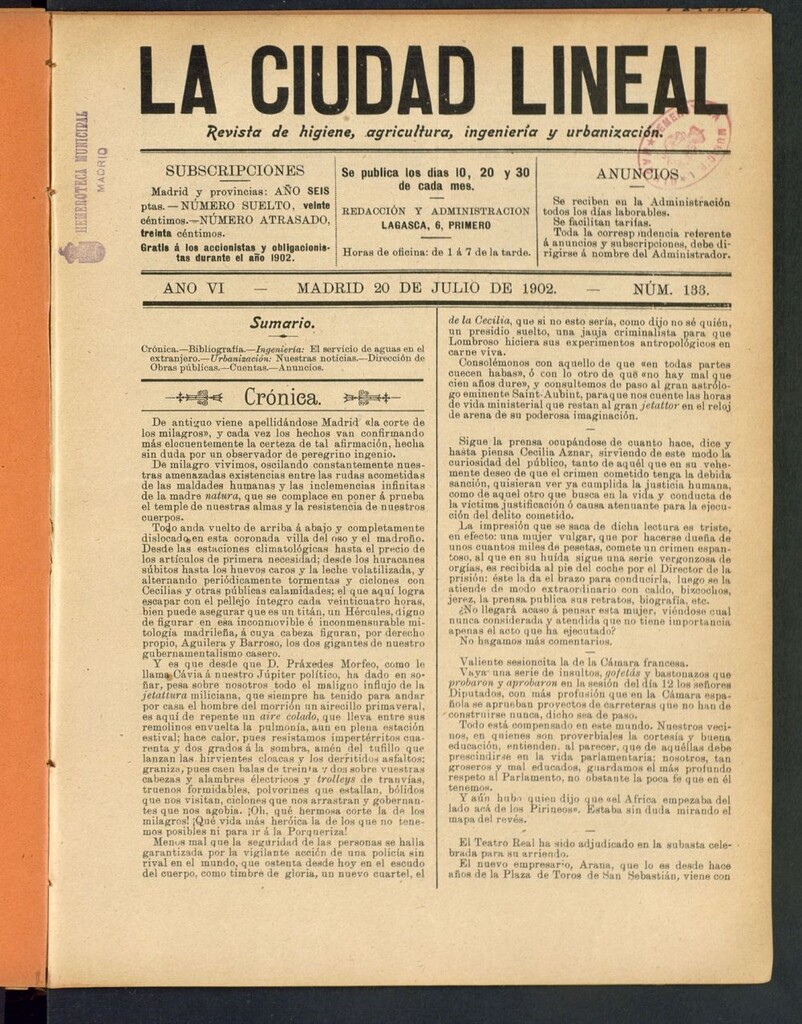 LA CIUDAD LINEAL
Revista de higiene, agricultura, ingeniería y urbanización.
HEMEROTECA MUNICIPAL
MADRID
SUBSCRIPCIONES
Madrid y provincias: AÑO SEIS
ptas.—NÚMERO SUELTO, veinte
céntimos.—NÚMERO ATRASADO,
treinta céntimos.
Gratis á los accionistas y obligacionis-
tas durante el año 1902.
Se publica los días 10, 20 y 30
de cada mes.
REDACCIÓN Y ADMINISTRACION
LAGASCA, 6, PRIMERO
Horas de oficina: de 1 á 7 de la tarde.
ANUNCIOS
Se reciben en la Administración
todos los días laborables.
Se facilitan tarifas.
Toda la correspondencia referente
á anuncios y subscripciones, debe di-
rigirse á nombre del Administrador.
AÑO VI — MADRID 20 DE JULIO DE 1902. — NÚM. 133.
Sumario.
Crónica.—Bibliografía.—Ingeniería: El servicio de aguas en el
extranjero.—Urbanización: Nuestras noticias.—Dirección de
Obras públicas.—Cuentas.—Anuncios.
Crónica.
De antiguo viene apellidándose Madrid «la corte de
los milagros», y cada vez los hechos van confirmando
más elocuentemente la certeza de tal afirmación, hecha
sin duda por un observador de peregrino ingenio.
De milagro vivimos, oscilando constantemente nues-
tras amenazadas existencias entre las rudas acometidas
de las maldades humanas y las inclemencias infinitas
de la madre natura, que se complace en poner á prueba
el temple de nuestras almas y la resistencia de nuestros
cuerpos.
Todo anda vuelto de arriba á abajo y completamente
dislocado en esta coronada villa del oso y el madroño.
Desde las estaciones climatológicas hasta el precio de
los artículos de primera necesidad; desde los huracanes
súbitos hasta los huevos caros y la leche volatilizada, y
alternando periódicamente tormentas y ciclones con
Cecilias y otras públicas calamidades; el que aquí logra
escapar con el pellejo íntegro cada veinticuatro horas,
bien puede asegurar que es un titán, un Hércules, digno
de figurar en esa inconmovible é inconmensurable mi-
tología madrileña, á cuya cabeza figuran, por derecho
propio, Aguilera y Barroso, los dos gigantes de nuestro
gubernamentalismo casero.
Y es que desde que D. Práxedes Morfeo, como le
llama Cávia á nuestro Júpiter político, ha dado en so-
ñar, pesa sobre nosotros todo el maligno influjo de la
jetattura miliciana, que siempre ha tenido para andar
por casa el hombre del morrión un airecillo primaveral,
es aquí de repente un aire colado, que lleva entre sus
remolinos envuelta la pulmonía, aun en plena estación
estival; hace calor, pues resistamos impertérritos cua-
renta y dos grados á la sombra, amén del tufillo que
lanzan las hirvientes cloacas y los derritidos asfaltos;
graniza, pues caen balas de treinta y dos sobre vuestras
cabezas y alambres eléctricos y trolleys de tranvías,
truenos formidables, polvorines que estallan, bólidos
que nos visitan, ciclones que nos arrastran y gobernan-
tes que nos agobia. ¡Oh, qué hermosa corte la de los
milagros! ¡Qué vida más heróica la de los que no tene-
mos posibles ni para ir á la Porqueriza!
Menos mal que la seguridad de las personas se halla
garantizada por la vigilante acción de una policía sin
rival en el mundo, que ostenta desde hoy en el escudo
del cuerpo, como timbre de gloria, un nuevo cuartel, el
de la Cecilia, que si no esto sería, como dijo no sé quién,
un presidio suelto, una jauja criminalista para que
Lombroso hiciera sus experimentos antropológicos en
carne viva.
Consolémonos con aquello de que «en todas partes
cuecen habas», ó con lo otro de que «no hay mal que
cien años dure», y consultemos de paso al gran astrólo-
go eminente Saint-Aubint, para que nos cuente las horas
de vida ministerial que restan al gran jetattor en el reloj
de arena de su poderosa imaginación.
Sigue la prensa ocupándose de cuanto hace, dice y
hasta piensa Cecilia Aznar, sirviendo de este modo la
curiosidad del público, tanto de aquél que en su vehe-
mente deseo de que el crimen cometido tenga la debida
sanción, quisieran ver ya cumplida la justicia humana,
como de aquel otro que busca en la vida y conducta de
la víctima justificación ó causa atenuante para la ejecu-
ción del delito cometido.
La impresión que se saca de dicha lectura es triste,
en efecto: una mujer vulgar, que por hacerse dueña de
unos cuantos miles de pesetas, comete un crimen espan-
toso, al que en su huída sigue una serie vergonzosa de
orgías, es recibida al pie del coche por el Director de la
prisión: éste la da el brazo para conducirla, luego se la
atiende de modo extraordinario con caldo, bizcochos,
jerez, la prensa publica sus retratos, biografía, etc.
¿No llegará acaso á pensar esta mujer, viéndose cual
nunca considerada y atendida que no tiene importancia
apenas el acto que ha ejecutado?
No hagamos más comentarios.
Valiente sesioncita la de la Cámara francesa.
Vaya una serie de insultos, gofetás y bastonazos que
probaron y aprobaron en la sesión del día 12 los señores
Diputados, con más profusión que en la Cámara espa-
ñola se aprueban proyectos de carreteras que no han de
construirse nunca, dicho sea de paso.
Todo está compensado en este mundo. Nuestros veci-
nos, en quienes son proverbiales la cortesía y buena
educación, entienden, al parecer, que de aquéllas debe
prescindirse en la vida parlamentaria; nosotros, tan
groseros y mal educados, guardamos el más profundo
respeto al Parlamento, no obstante la poca fe que en él
tenemos.
Y aún hubo quien dijo que «el Africa empezaba del
lado acá de los Pirineos». Estaba sin duda mirando el
mapa del revés.
El Teatro Real ha sido adjudicado en la subasta cele-
brada para su arriendo.
El nuevo empresario, Arana, que lo es desde hace
años de la Plaza de Toros de San Sebastián, viene con